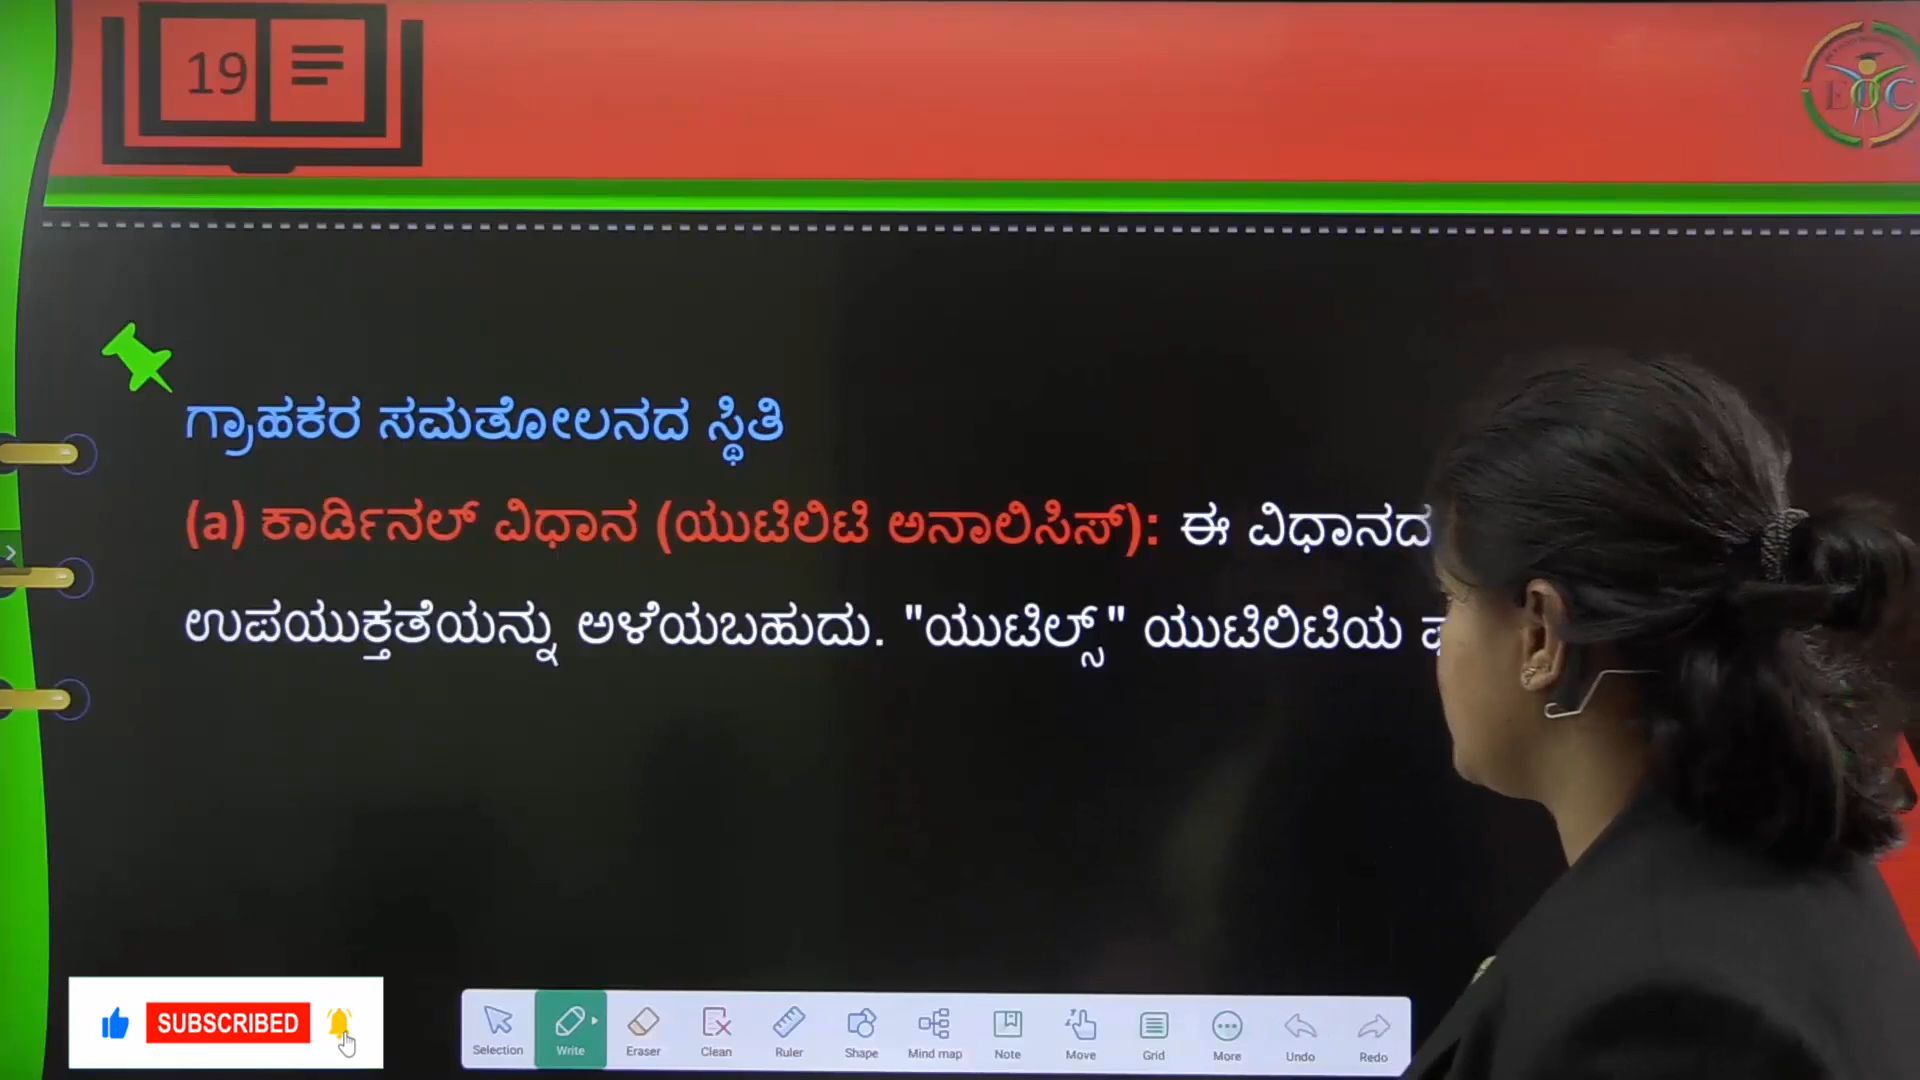 19
EOC
ಗ್ರಾಹಕರ ಸಮತೋಲನದ ಸ್ಥಿತಿ
(a) ಕಾರ್ಡಿನಲ್ ವಿಧಾನ (ಯುಟಿಲಿಟಿ ಅನಾಲಿಸಿಸ್): ಈ ವಿಧಾನದ
ಉಪಯುಕ್ತತೆಯನ್ನು ಅಳೆಯಬಹುದು. "ಯುಟಿಲ್ಸ್" ಯುಟಿಲಿಟಿಯ
SUBSCRIBED
Selection Write Eraser Clean Ruler Shape Mind map Note Move Grid More Undo Redo